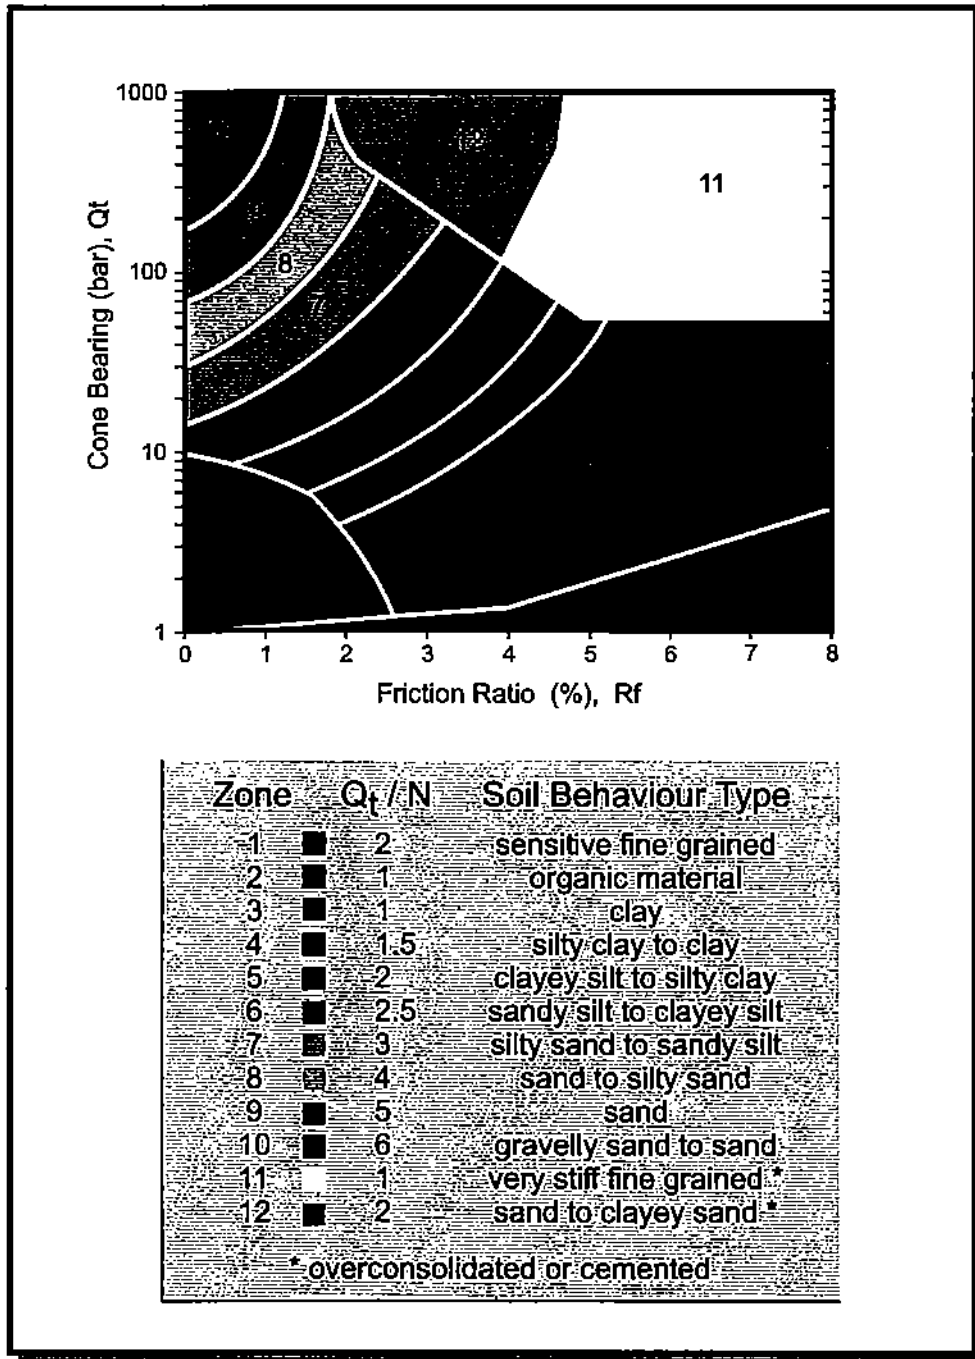 1000
100
10
1
Cone Bearing (bar), Qt
12
11
8
7
0 1 2 3 4 5 6 7 8
Friction Ratio (%), Rf
Zone Qt / N Soil Behaviour Type
1 2 sensitive fine grained
2 1 organic material
3 1 clay
4 1.5 silty clay to clay
5 2 clayey silt to silty clay
6 2.5 sandy silt to clayey silt
7 3 silty sand to sandy silt
8 4 sand to silty sand
9 5 sand
10 6 gravelly sand to sand
11 1 very stiff fine grained *
12 2 sand to clayey sand *
* overconsolidated or cemented